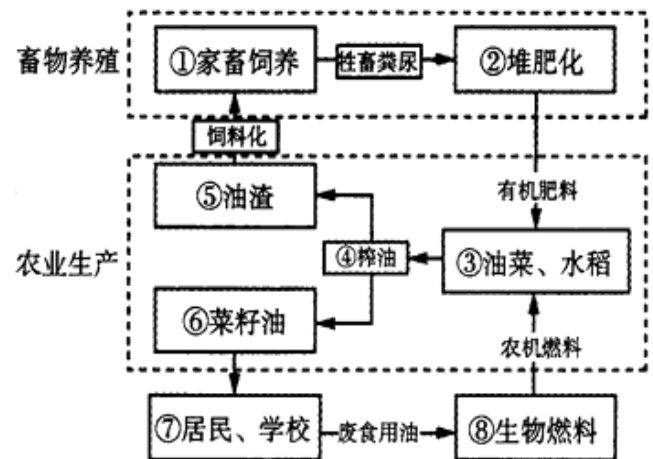 畜物养殖
①家畜饲养
牲畜粪尿
②堆肥化
饲料化
有机肥料
⑤油渣
农业生产
④榨油
③油菜、水稻
⑥菜籽油
农机燃料
⑦居民、学校
废食用油
⑧生物燃料